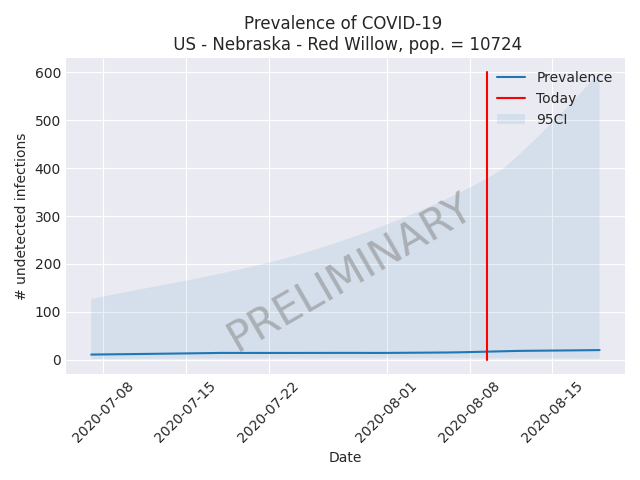 Prevalence of COVID-19
US - Nebraska - Red Willow, pop. = 10724
600
500
400
300
200
100
0
# undetected infections
Prevalence
Today
95CI
PRELIMINARY
2020-07-08
2020-07-15
2020-07-22
2020-08-01
2020-08-08
2020-08-15
Date